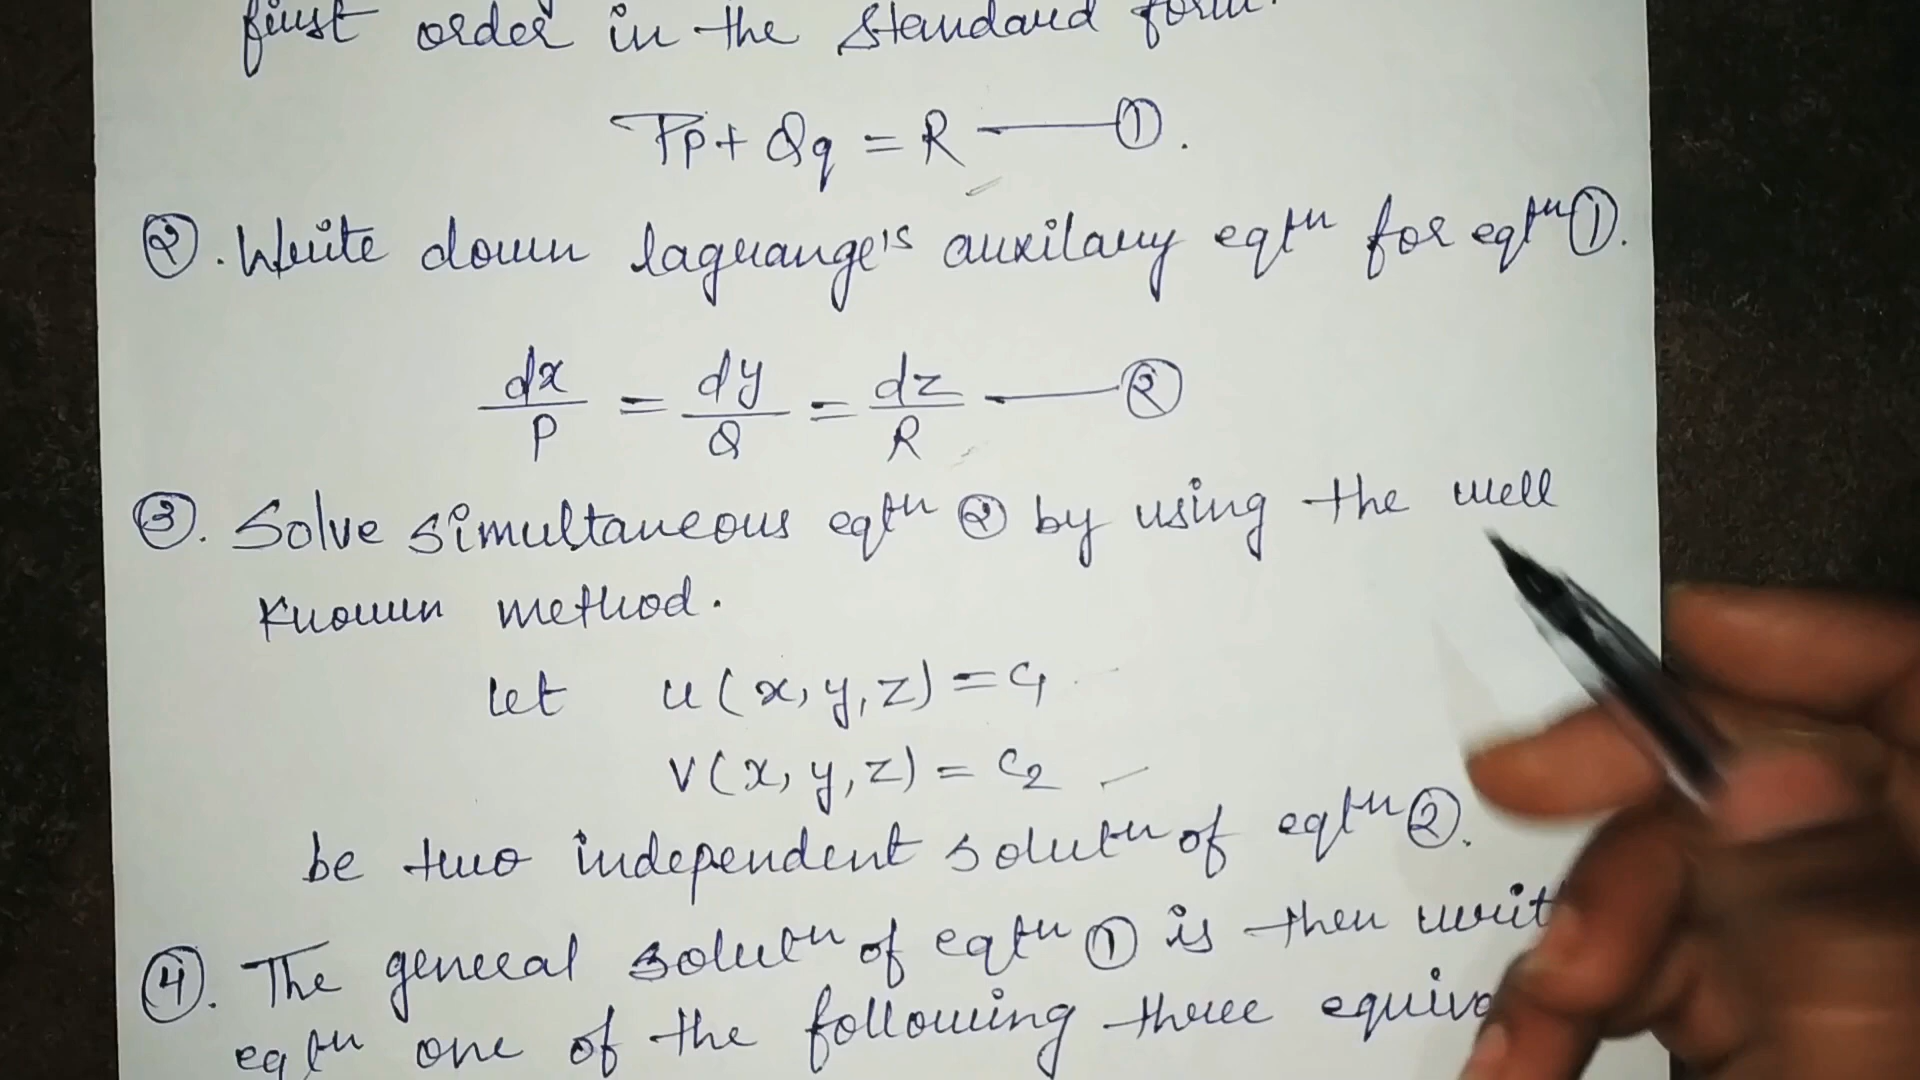 first order in the standard form.
Pp + Qq = R —— ①.
②. Write down lagrange's auxilary eqtn for eqtn ①.
dx/P = dy/Q = dz/R —— ②
③. Solve simultaneous eqtn ② by using the well
known method.
let u(x, y, z) = c1
v(x, y, z) = c2
be two independent solutn of eqtn ②.
④. The general solutn of eqtn ① is then
eqtn one of the following three